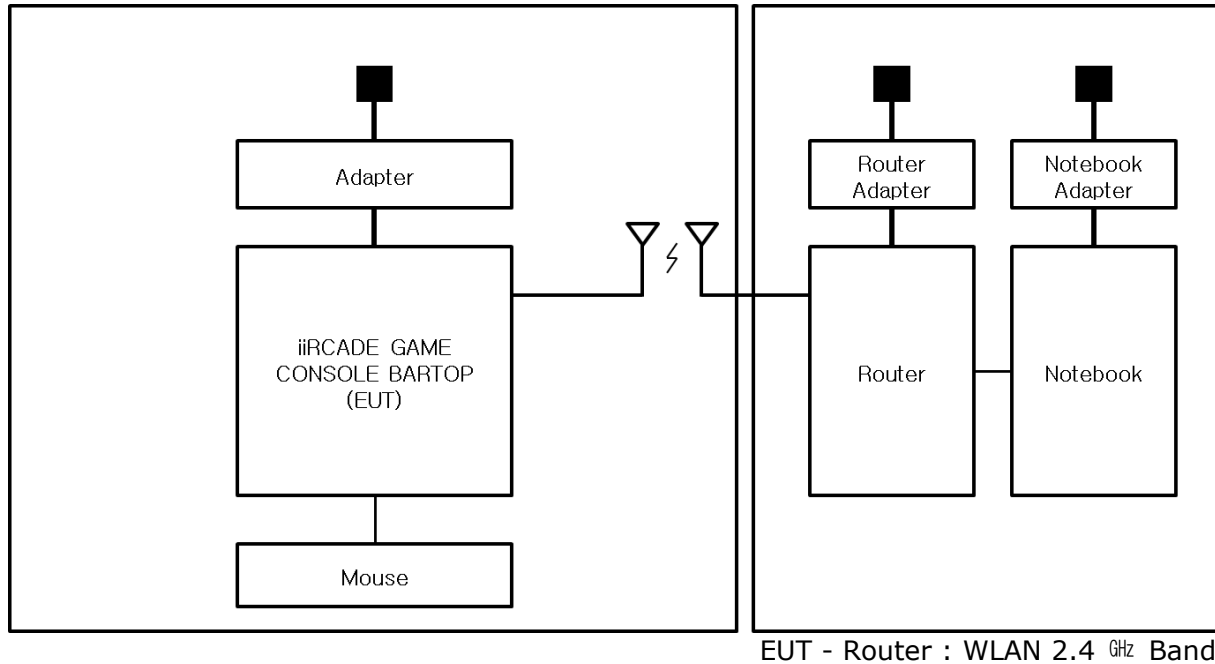 Adapter
iiRCADE GAME
CONSOLE BARTOP
(EUT)
Mouse
Router
Adapter
Notebook
Adapter
Router
Notebook
EUT - Router : WLAN 2.4 ㎓ Band